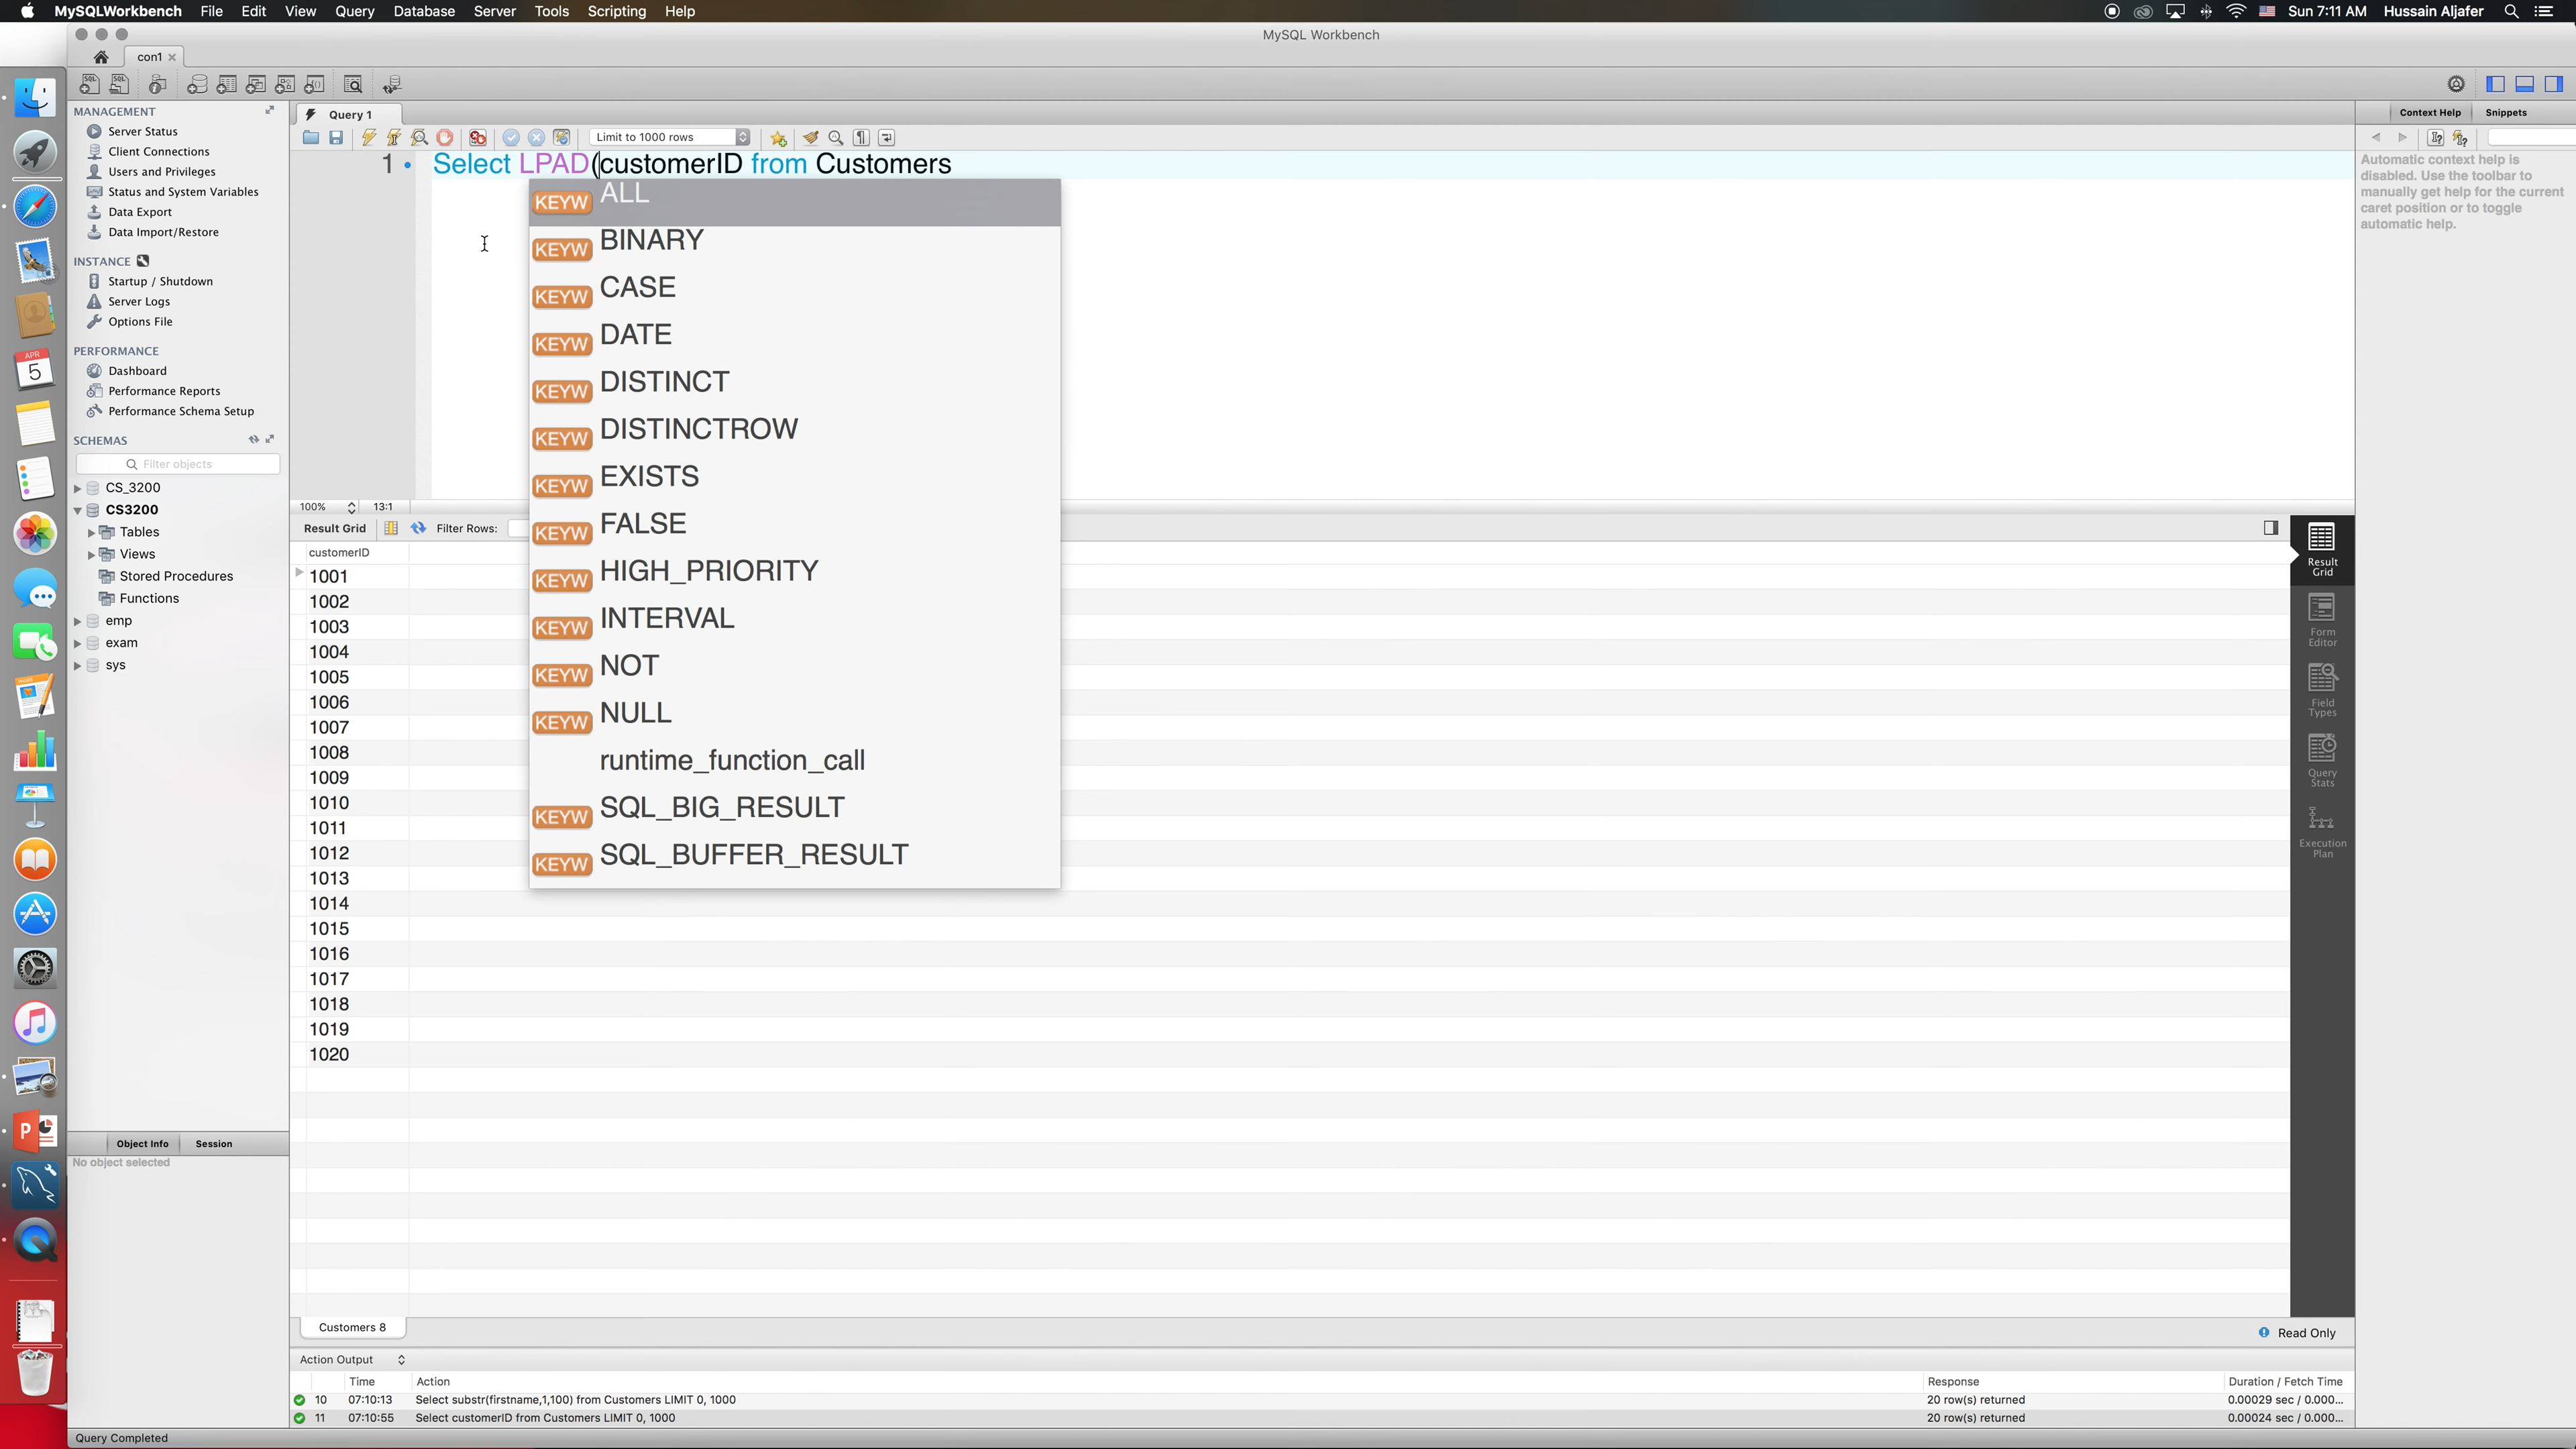 MySQLWorkbench File Edit View Query Database Server Tools Scripting Help Sun 7:11 AM Hussain Aljafer
MySQL Workbench
con1
MANAGEMENT
Server Status
Client Connections
Users and Privileges
Status and System Variables
Data Export
Data Import/Restore
INSTANCE
Startup / Shutdown
Server Logs
Options File
PERFORMANCE
Dashboard
Performance Reports
Performance Schema Setup
SCHEMAS
Filter objects
CS_3200
CS3200
Tables
Views
Stored Procedures
Functions
emp
exam
sys
Object Info Session
No object selected
Query 1
Limit to 1000 rows
1 Select LPAD(customerID from Customers
KEYW ALL
KEYW BINARY
KEYW CASE
KEYW DATE
KEYW DISTINCT
KEYW DISTINCTROW
KEYW EXISTS
KEYW FALSE
KEYW HIGH_PRIORITY
KEYW INTERVAL
KEYW NOT
KEYW NULL
runtime_function_call
KEYW SQL_BIG_RESULT
KEYW SQL_BUFFER_RESULT
100% 13:1
Result Grid Filter Rows:
customerID
1001
1002
1003
1004
1005
1006
1007
1008
1009
1010
1011
1012
1013
1014
1015
1016
1017
1018
1019
1020
Result
Grid
Form
Editor
Field
Types
Query
Stats
Execution
Plan
Customers 8
Read Only
Action Output
Time Action Response Duration / Fetch Time
10 07:10:13 Select substr(firstname,1,100) from Customers LIMIT 0, 1000 20 row(s) returned 0.00029 sec / 0.000...
11 07:10:55 Select customerID from Customers LIMIT 0, 1000 20 row(s) returned 0.00024 sec / 0.000...
Query Completed
Context Help Snippets
Automatic context help is
disabled. Use the toolbar to
manually get help for the current
caret position or to toggle
automatic help.
APR
5
P